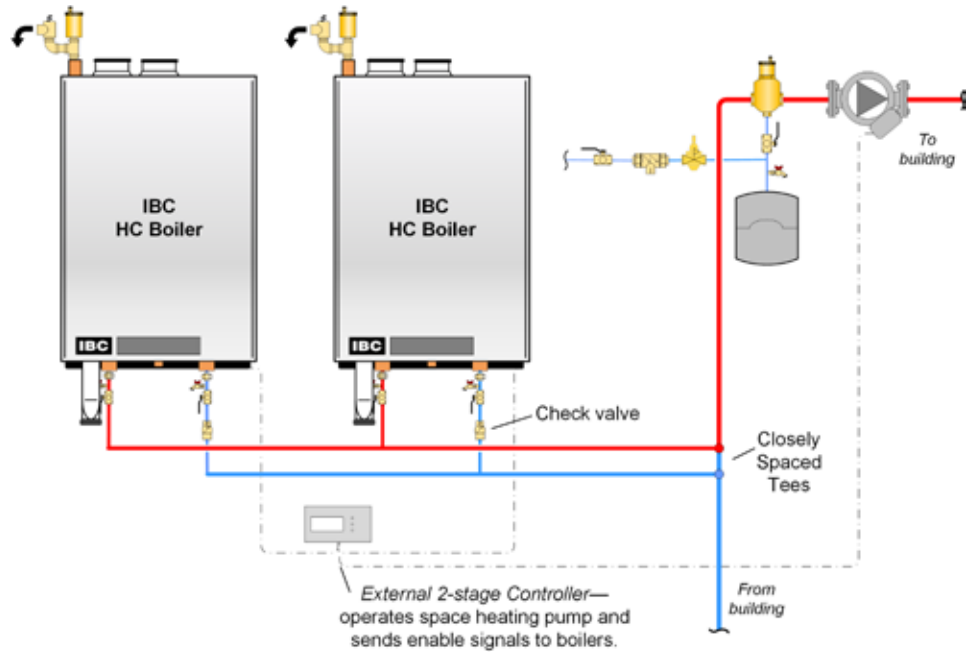 IBC
HC Boiler
IBC
HC Boiler
To
building
IBC
IBC
Check valve
Closely
Spaced
Tees
External 2-stage Controller—
operates space heating pump and
sends enable signals to boilers.
From
building